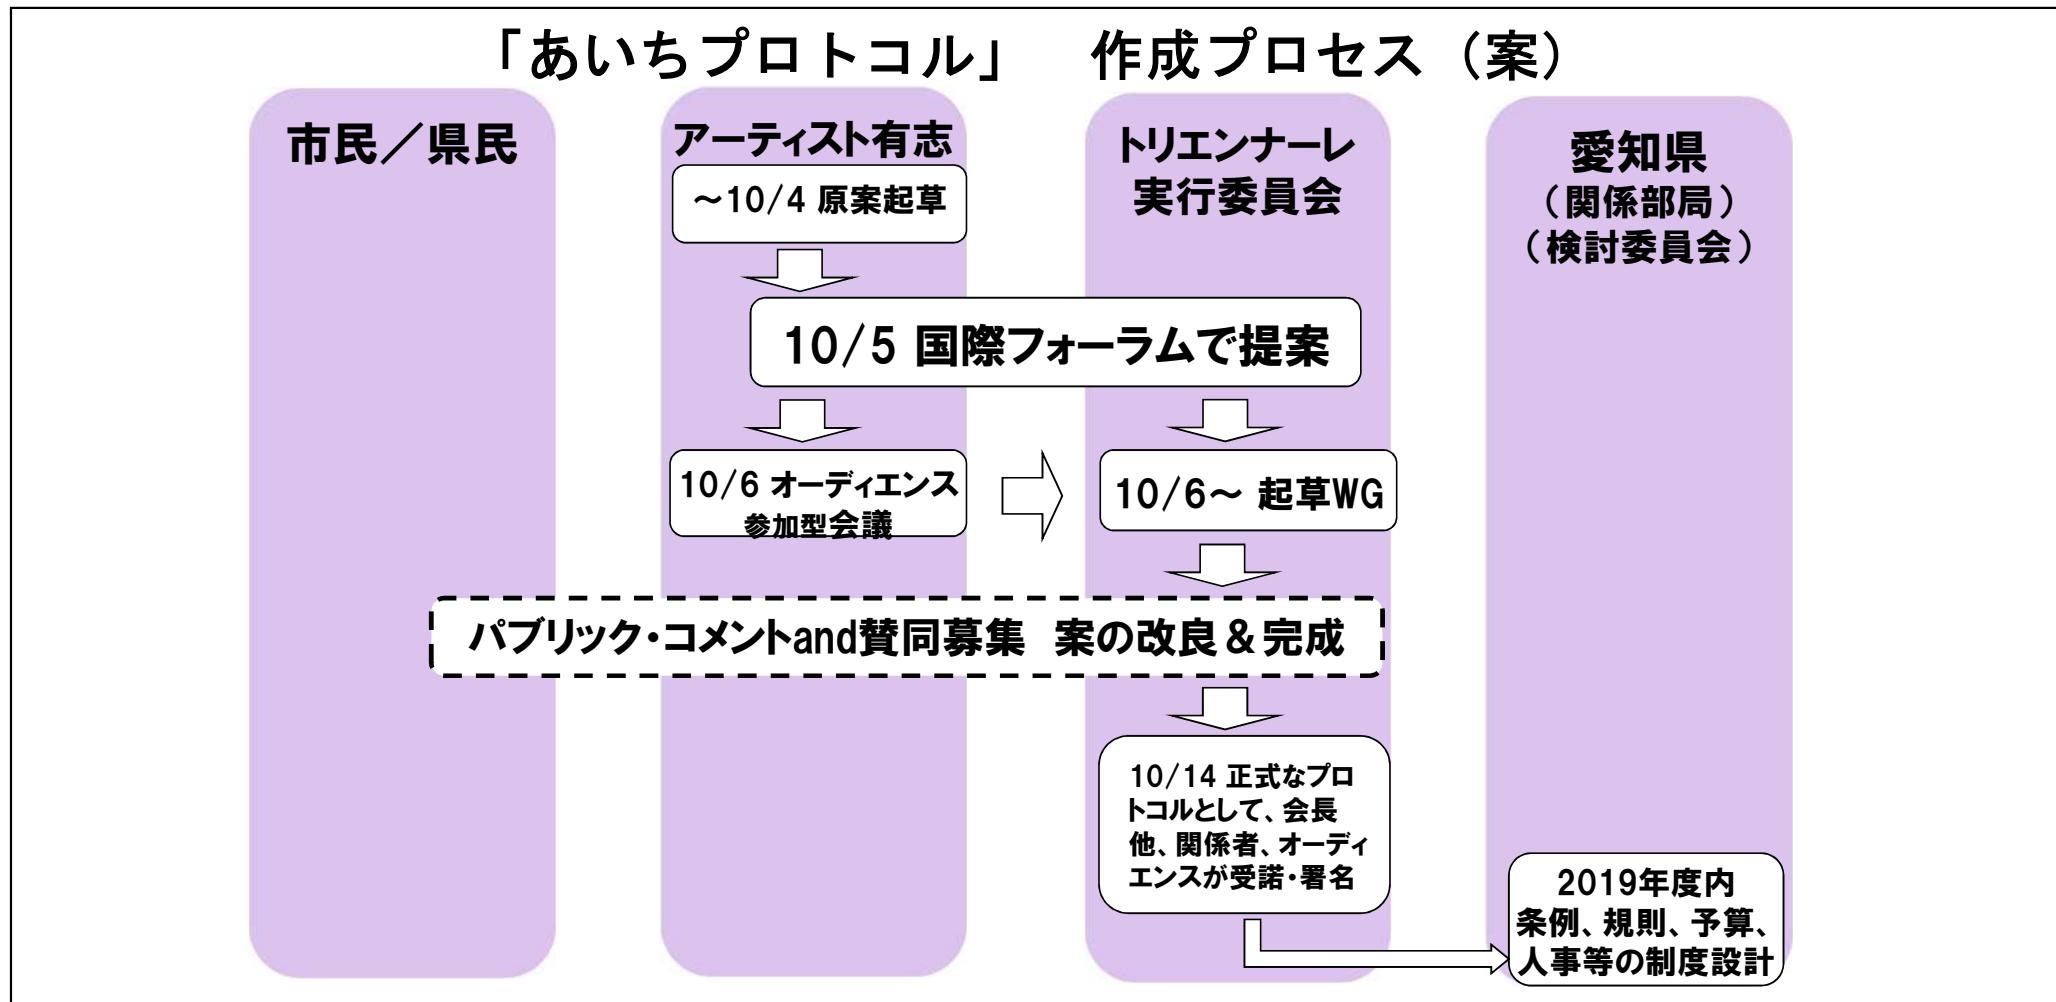 「あいちプロトコル」　作成プロセス（案）
市民／県民
アーティスト有志
～10/4 原案起草
トリエンナーレ
実行委員会
愛知県
（関係部局）
（検討委員会）
10/5 国際フォーラムで提案
10/6 オーディエンス
参加型会議
10/6～ 起草WG
パブリック・コメントand賛同募集　案の改良＆完成
10/14 正式なプロ
トコルとして、会長
他、関係者、オーディ
エンスが受諾・署名
2019年度内
条例、規則、予算、
人事等の制度設計